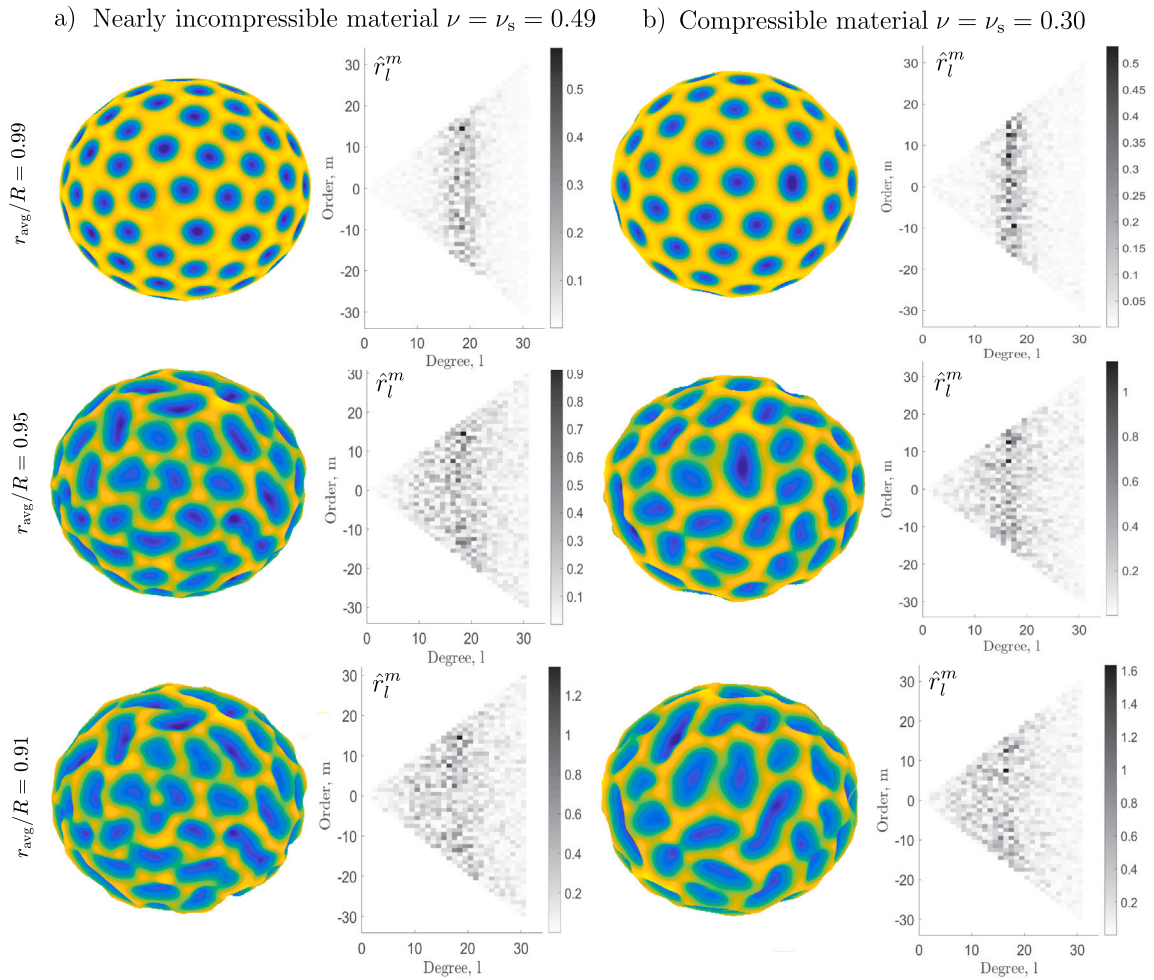 a) Nearly incompressible material ν = νs = 0.49
b) Compressible material ν = νs = 0.30
ravg/R = 0.99
r̂lm
Order, m
30
20
10
0
-10
-20
-30
0 10 20 30
Degree, l
0.5
0.4
0.3
0.2
0.1
r̂lm
Order, m
30
20
10
0
-10
-20
-30
0 10 20 30
Degree, l
0.5
0.45
0.4
0.35
0.3
0.25
0.2
0.15
0.1
0.05
ravg/R = 0.95
r̂lm
Order, m
30
20
10
0
-10
-20
-30
0 10 20 30
Degree, l
0.9
0.8
0.7
0.6
0.5
0.4
0.3
0.2
0.1
r̂lm
Order, m
30
20
10
0
-10
-20
-30
0 10 20 30
Degree, l
1
0.8
0.6
0.4
0.2
ravg/R = 0.91
r̂lm
Order, m
30
20
10
0
-10
-20
-30
0 10 20 30
Degree, l
1.2
1
0.8
0.6
0.4
0.2
r̂lm
Order, m
30
20
10
0
-10
-20
-30
0 10 20 30
Degree, l
1.6
1.4
1.2
1
0.8
0.6
0.4
0.2